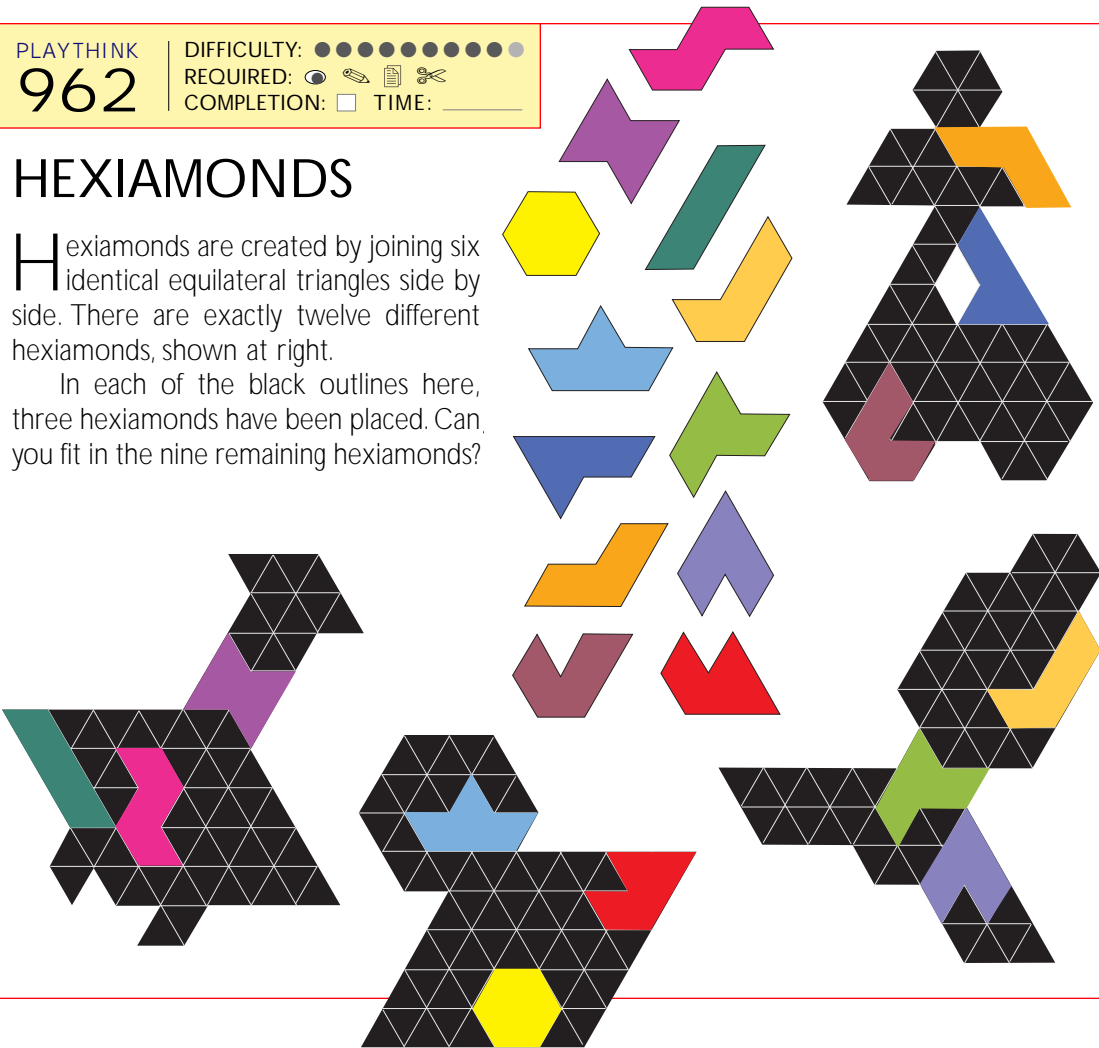 PLAYTHINK
962
DIFFICULTY:
REQUIRED:
COMPLETION: TIME:
HEXIAMONDS
Hexiamonds are created by joining six
identical equilateral triangles side by
side. There are exactly twelve different
hexiamonds, shown at right.
In each of the black outlines here,
three hexiamonds have been placed. Can
you fit in the nine remaining hexiamonds?